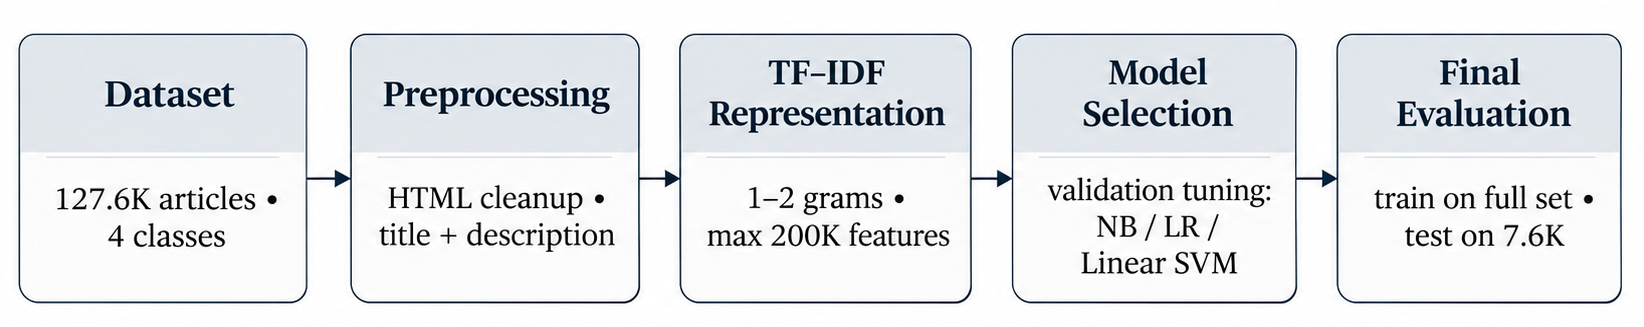 Dataset
127.6K articles •
4 classes
Preprocessing
HTML cleanup •
title + description
TF–IDF
Representation
1–2 grams •
max 200K features
Model
Selection
validation tuning:
NB / LR /
Linear SVM
Final
Evaluation
train on full set •
test on 7.6K